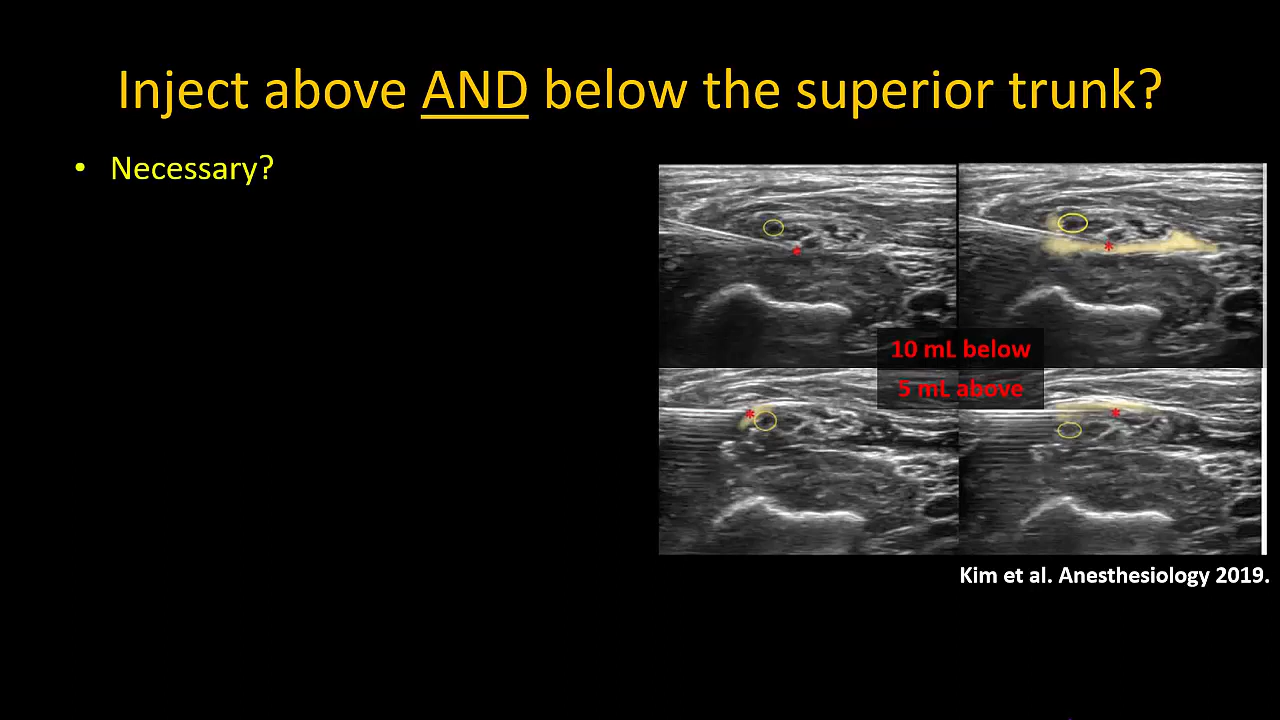 Inject above AND below the superior trunk?
• Necessary?
*
*
10 mL below
5 mL above
*
*
Kim et al. Anesthesiology 2019.